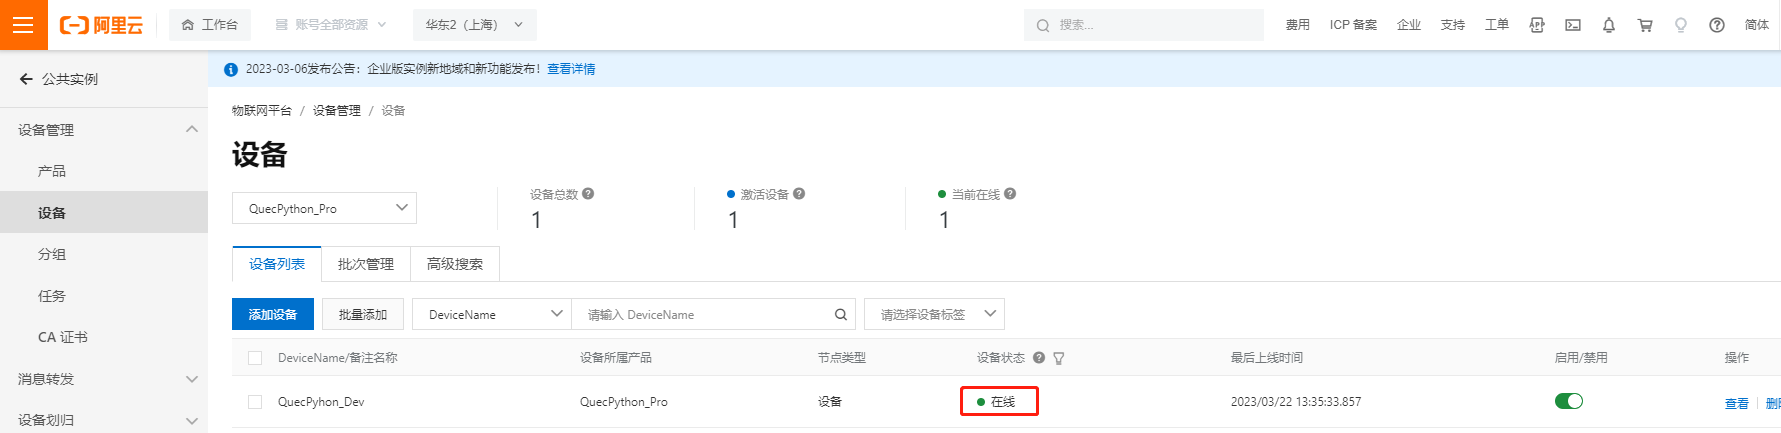 阿里云 工作台 账号全部资源 华东2（上海） 搜索... 费用 ICP 备案 企业 支持 工单 简体
公共实例
2023-03-06发布公告：企业版实例新地域和新功能发布！查看详情
物联网平台 / 设备管理 / 设备
设备管理
产品
设备
分组
任务
CA 证书
消息转发
设备划归
设备
QuecPython_Pro
设备总数
1
激活设备
1
当前在线
1
设备列表 批次管理 高级搜索
添加设备 批量添加 DeviceName 请输入 DeviceName 请选择设备标签
DeviceName/备注名称 设备所属产品 节点类型 设备状态 最后上线时间 启用/禁用 操作
QuecPyhon_Dev QuecPython_Pro 设备 在线 2023/03/22 13:35:33.857 查看